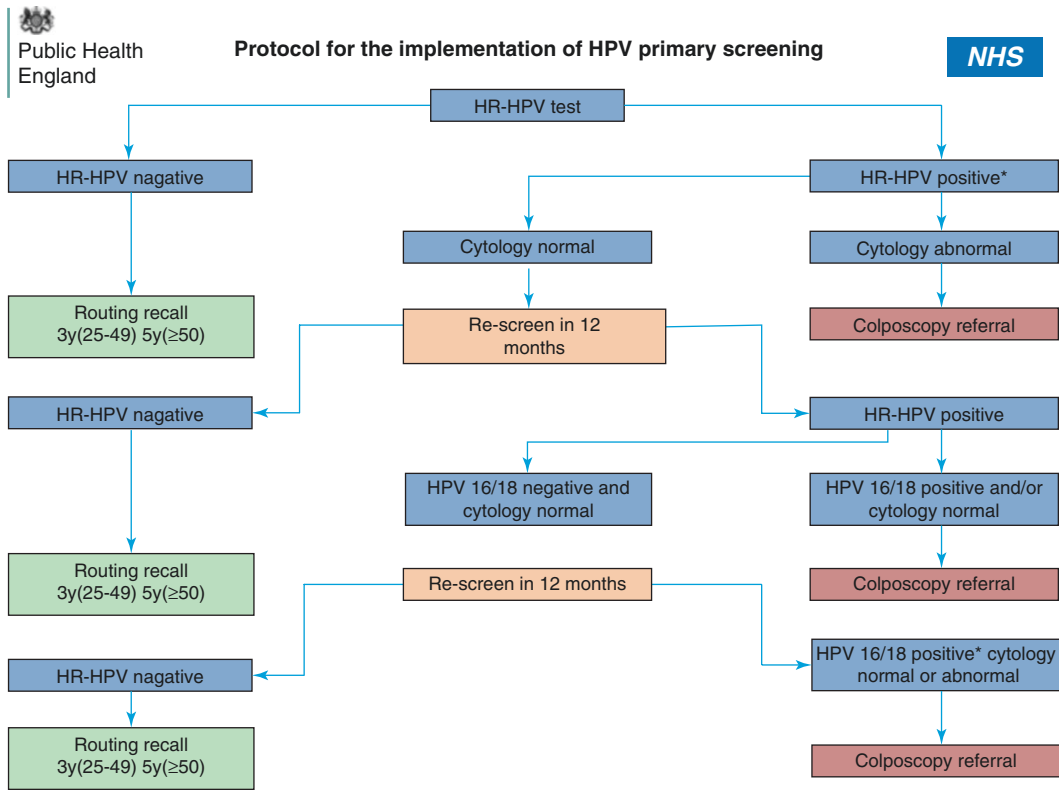 Public Health
England
Protocol for the implementation of HPV primary screening
NHS
HR-HPV test
HR-HPV nagative
HR-HPV positive*
Cytology normal
Cytology abnormal
Routing recall
3y(25-49) 5y(≥50)
Re-screen in 12
months
Colposcopy referral
HR-HPV nagative
HR-HPV positive
HPV 16/18 negative and
cytology normal
HPV 16/18 positive and/or
cytology normal
Routing recall
3y(25-49) 5y(≥50)
Re-screen in 12 months
Colposcopy referral
HR-HPV nagative
HPV 16/18 positive* cytology
normal or abnormal
Routing recall
3y(25-49) 5y(≥50)
Colposcopy referral